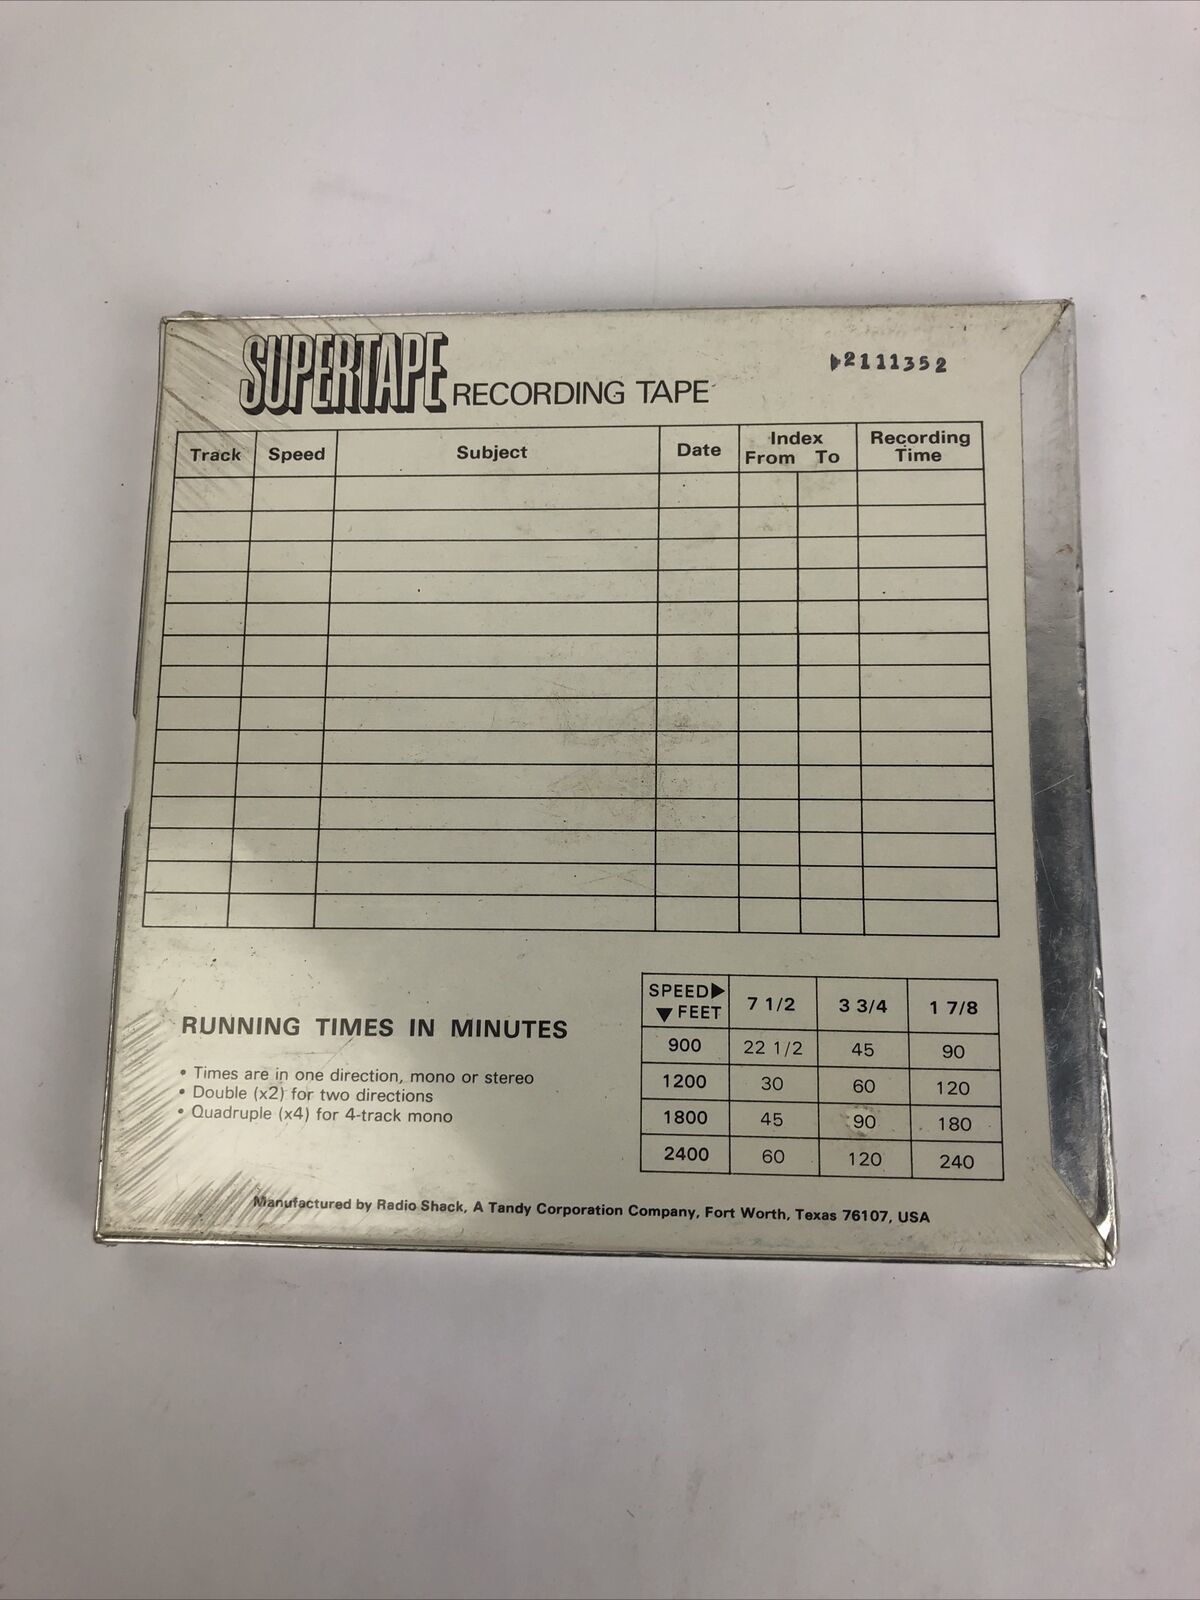 SUPERTAPE RECORDING TAPE
2111352
Track Speed Subject Date Index From To Recording Time
RUNNING TIMES IN MINUTES
• Times are in one direction, mono or stereo
• Double (x2) for two directions
• Quadruple (x4) for 4-track mono
SPEED▶ ▼FEET 7 1/2 3 3/4 1 7/8
900 22 1/2 45 90
1200 30 60 120
1800 45 90 180
2400 60 120 240
Manufactured by Radio Shack, A Tandy Corporation Company, Fort Worth, Texas 76107, USA